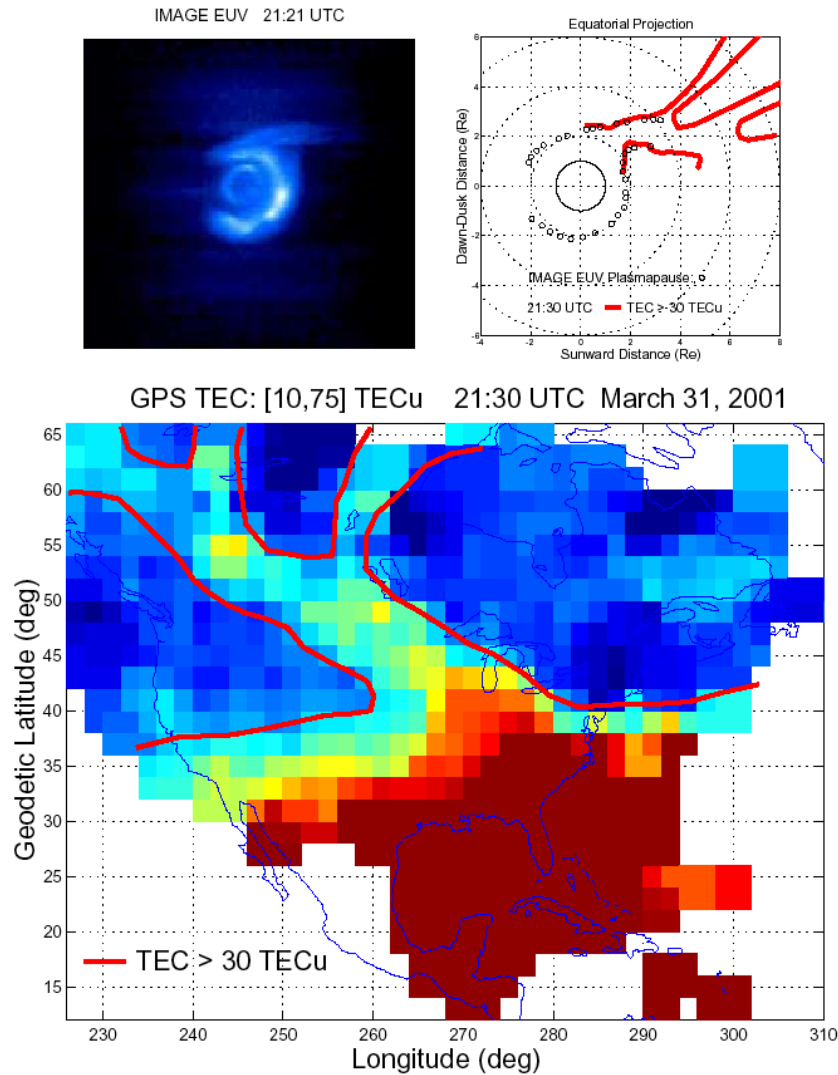 IMAGE EUV 21:21 UTC
Equatorial Projection
Dawn-Dusk Distance (Re)
6
4
2
0
-2
-4
-6
IMAGE EUV Plasmapause:
21:30 UTC TEC > 30 TECu
-4 -2 0 2 4 6 8
Sunward Distance (Re)
GPS TEC: [10,75] TECu 21:30 UTC March 31, 2001
Geodetic Latitude (deg)
65
60
55
50
45
40
35
30
25
20
15
TEC > 30 TECu
230 240 250 260 270 280 290 300 310
Longitude (deg)